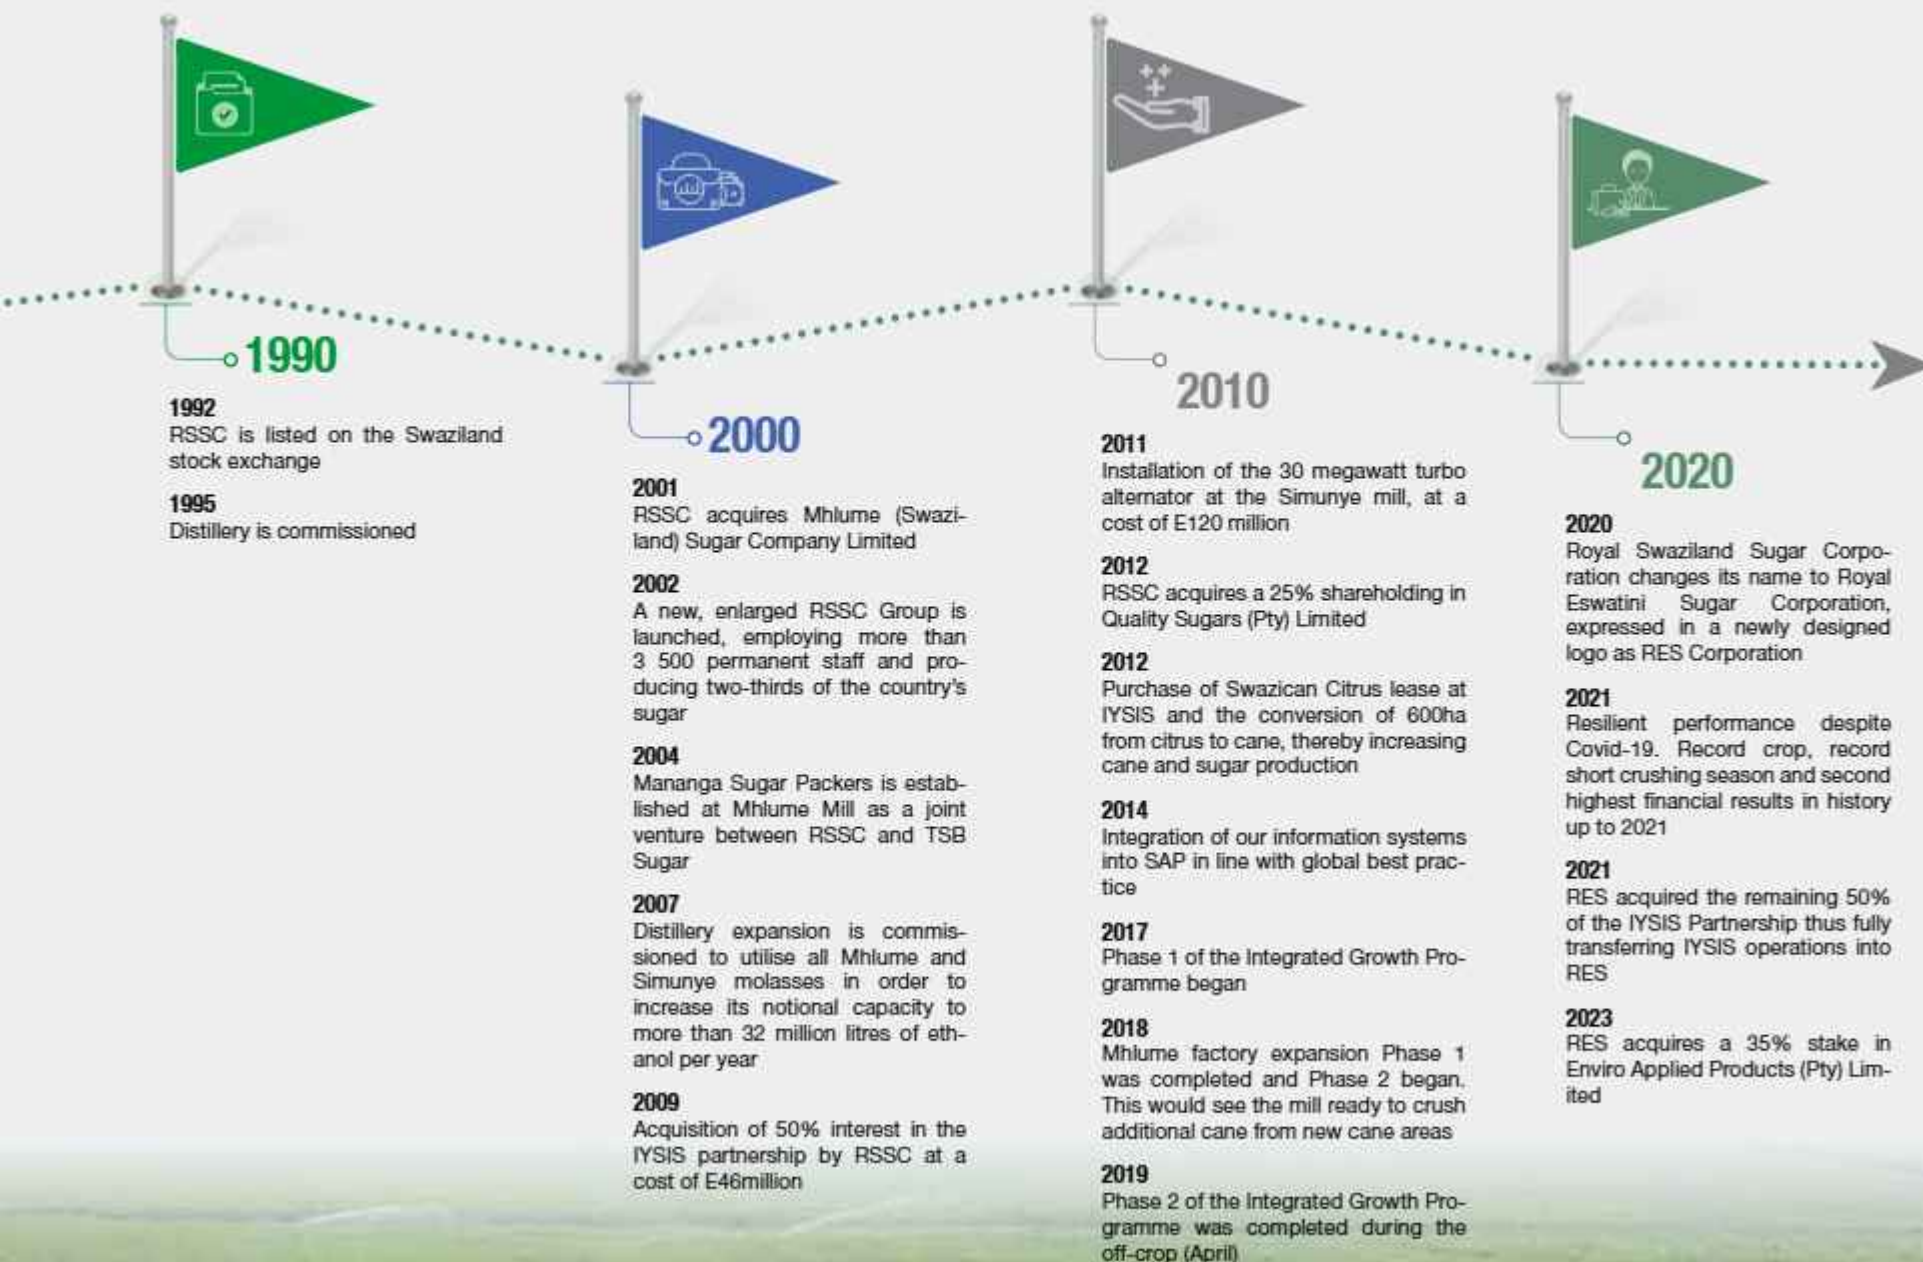 1990
1992
RSSC is listed on the Swaziland
stock exchange
1995
Distillery is commissioned
2000
2001
RSSC acquires Mhlume (Swazi-
land) Sugar Company Limited
2002
A new, enlarged RSSC Group is
launched, employing more than
3 500 permanent staff and pro-
ducing two-thirds of the country's
sugar
2004
Mananga Sugar Packers is estab-
lished at Mhlume Mill as a joint
venture between RSSC and TSB
Sugar
2007
Distillery expansion is commis-
sioned to utilise all Mhlume and
Simunye molasses in order to
increase its notional capacity to
more than 32 million litres of eth-
anol per year
2009
Acquisition of 50% interest in the
IYSIS partnership by RSSC at a
cost of E46million
2010
2011
Installation of the 30 megawatt turbo
alternator at the Simunye mill, at a
cost of E120 million
2012
RSSC acquires a 25% shareholding in
Quality Sugars (Pty) Limited
2012
Purchase of Swazican Citrus lease at
IYSIS and the conversion of 600ha
from citrus to cane, thereby increasing
cane and sugar production
2014
Integration of our information systems
into SAP in line with global best prac-
tice
2017
Phase 1 of the Integrated Growth Pro-
gramme began
2018
Mhlume factory expansion Phase 1
was completed and Phase 2 began.
This would see the mill ready to crush
additional cane from new cane areas
2019
Phase 2 of the Integrated Growth Pro-
gramme was completed during the
off-crop (April)
2020
2020
Royal Swaziland Sugar Corpo-
ration changes its name to Royal
Eswatini Sugar Corporation,
expressed in a newly designed
logo as RES Corporation
2021
Resilient performance despite
Covid-19. Record crop, record
short crushing season and second
highest financial results in history
up to 2021
2021
RES acquired the remaining 50%
of the IYSIS Partnership thus fully
transferring IYSIS operations into
RES
2023
RES acquires a 35% stake in
Enviro Applied Products (Pty) Lim-
ited